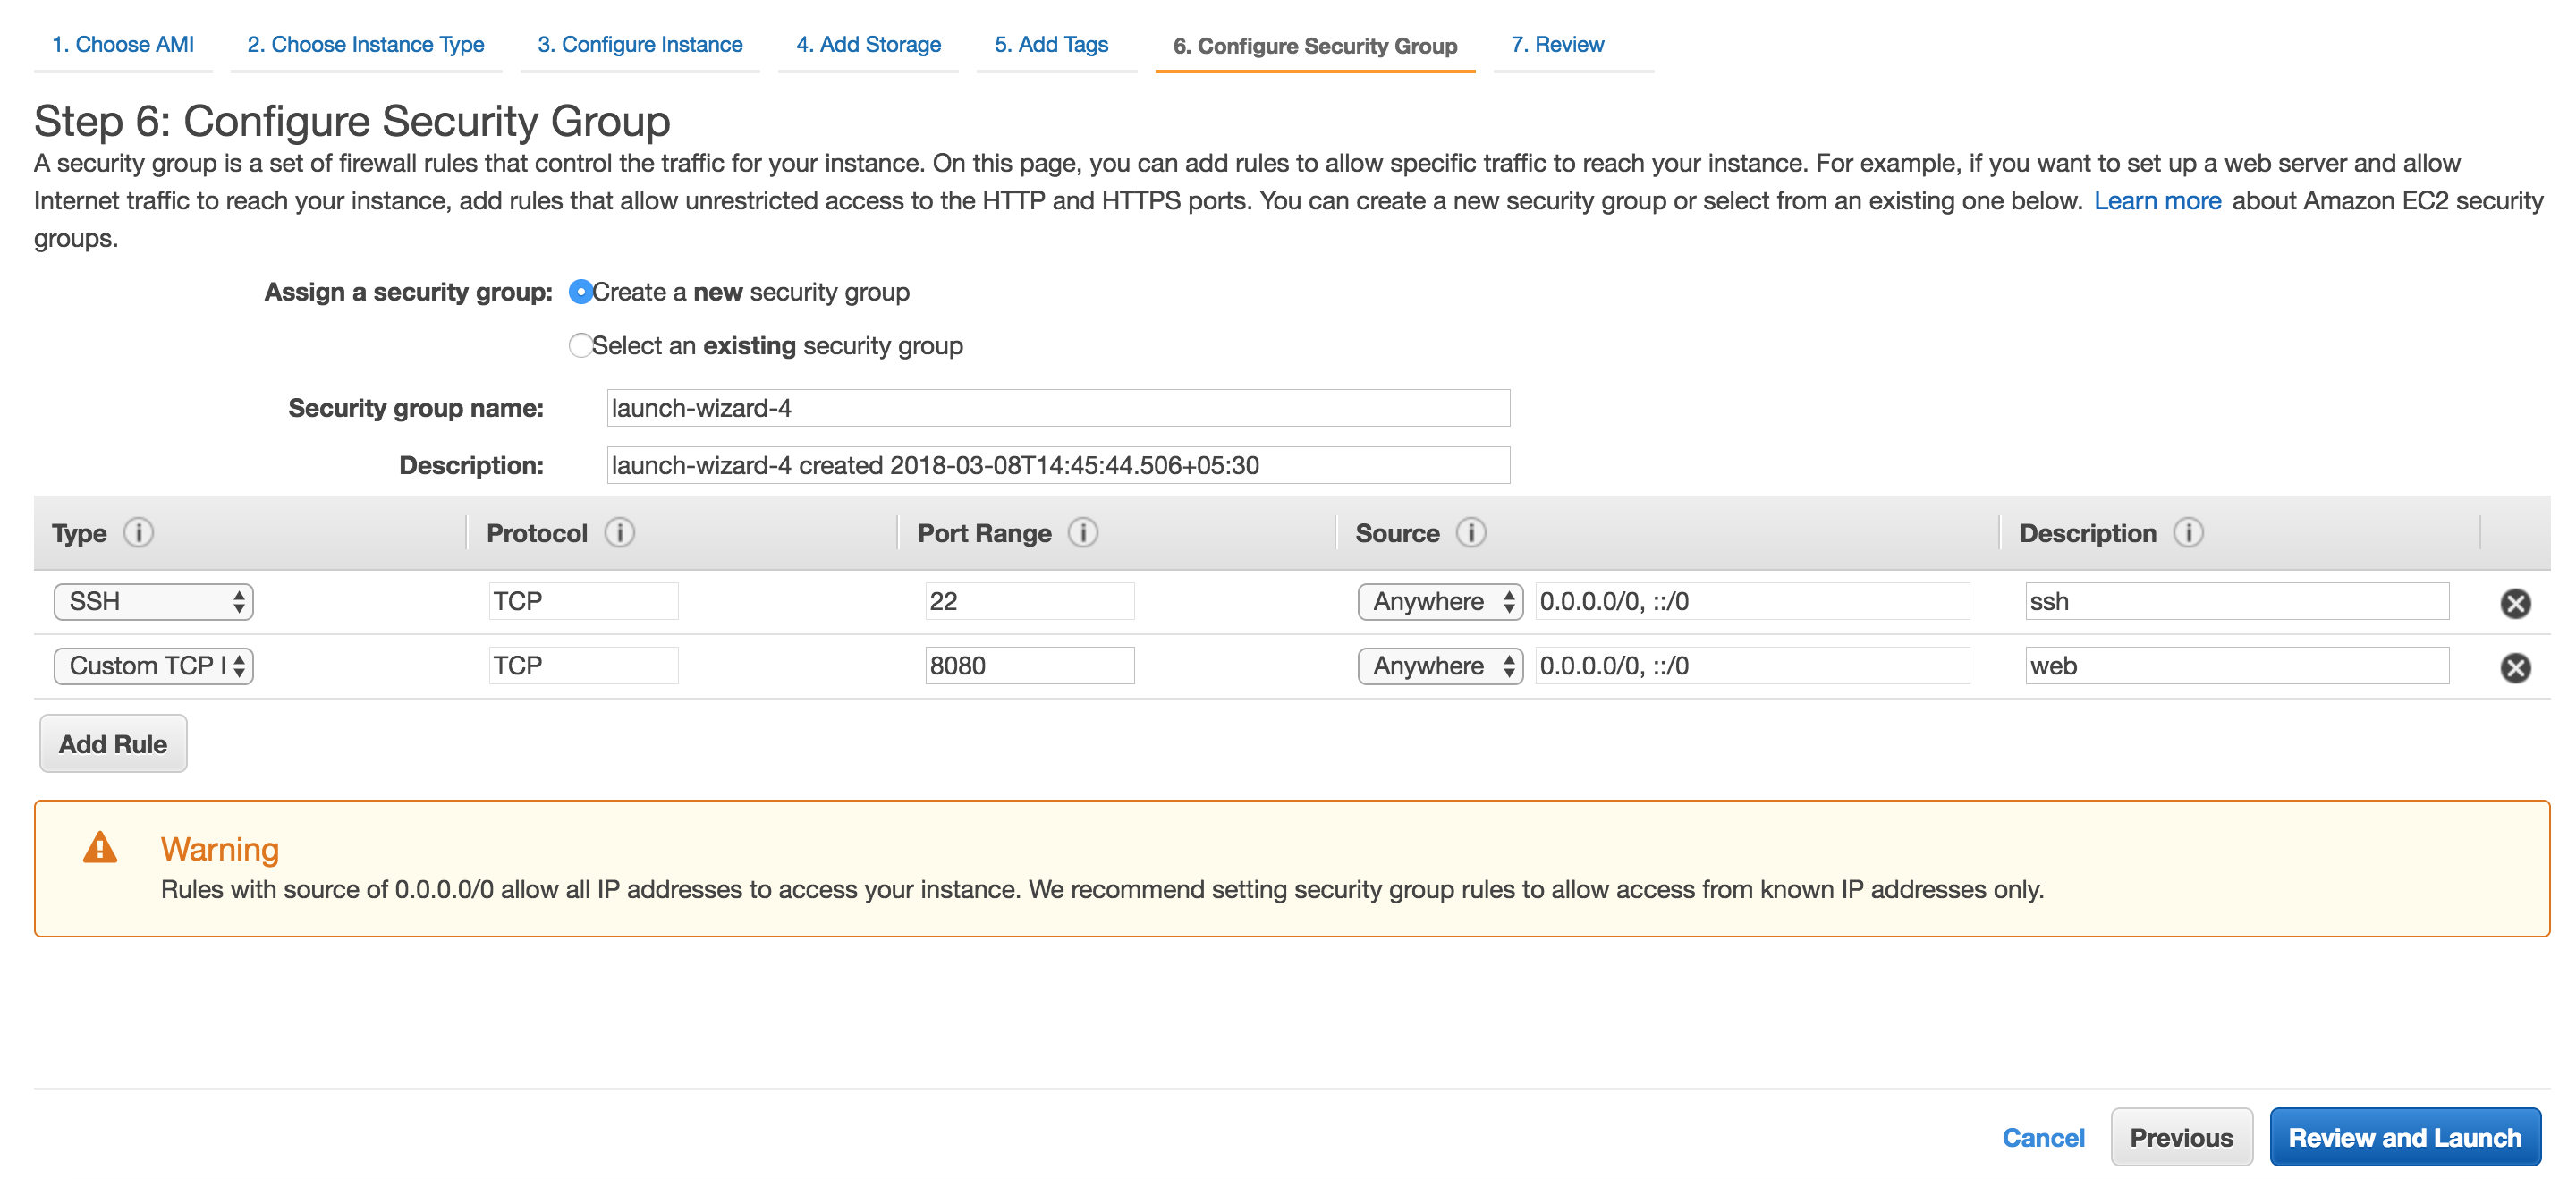 1. Choose AMI 2. Choose Instance Type 3. Configure Instance 4. Add Storage 5. Add Tags 6. Configure Security Group 7. Review
Step 6: Configure Security Group
A security group is a set of firewall rules that control the traffic for your instance. On this page, you can add rules to allow specific traffic to reach your instance. For example, if you want to set up a web server and allow
Internet traffic to reach your instance, add rules that allow unrestricted access to the HTTP and HTTPS ports. You can create a new security group or select from an existing one below. Learn more about Amazon EC2 security
groups.
Assign a security group: Create a new security group
Select an existing security group
Security group name: launch-wizard-4
Description: launch-wizard-4 created 2018-03-08T14:45:44.506+05:30
Type i Protocol i Port Range i Source i Description i
SSH TCP 22 Anywhere 0.0.0.0/0, ::/0 ssh
Custom TCP TCP 8080 Anywhere 0.0.0.0/0, ::/0 web
Add Rule
Warning
Rules with source of 0.0.0.0/0 allow all IP addresses to access your instance. We recommend setting security group rules to allow access from known IP addresses only.
Cancel Previous Review and Launch